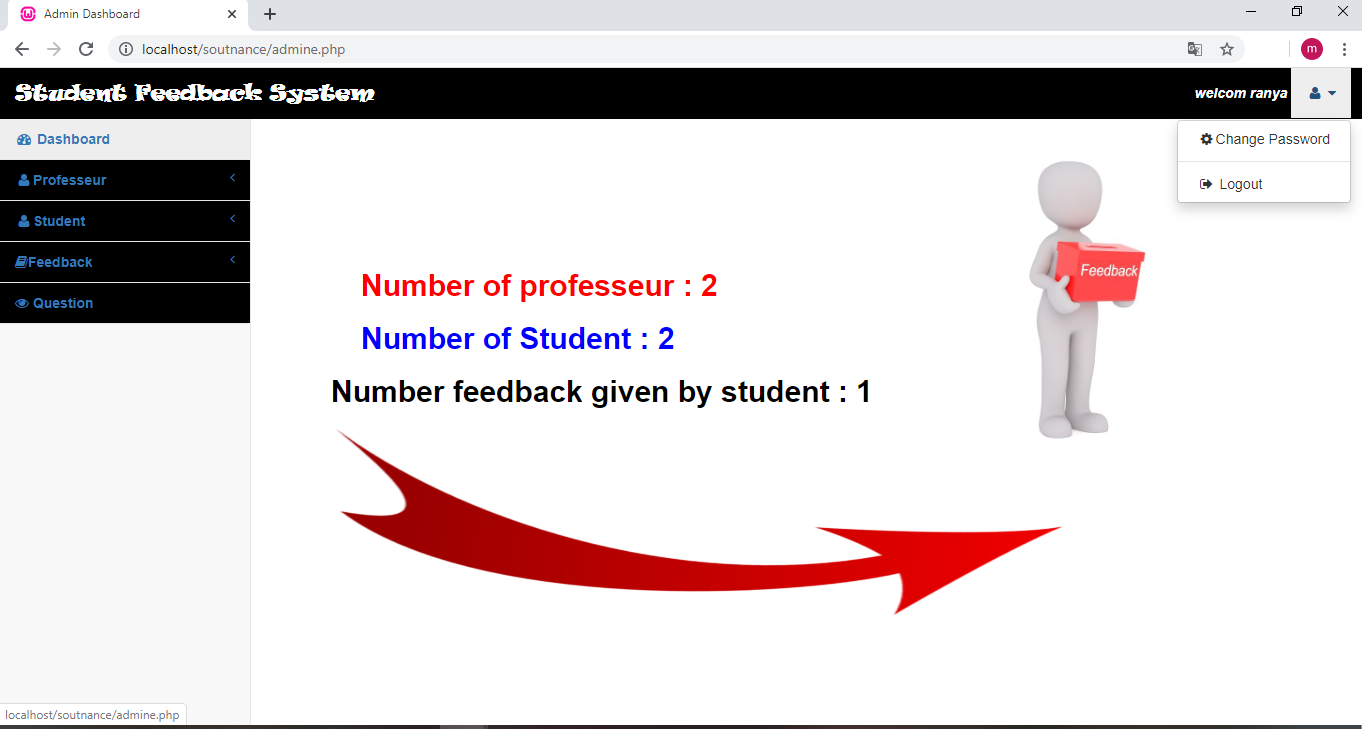 Admin Dashboard
localhost/soutnance/admine.php
m
Student Feedback System
welcom ranya
Change Password
Logout
Dashboard
Professeur
Student
Feedback
Question
Number of professeur : 2
Number of Student : 2
Number feedback given by student : 1
Feedback
localhost/soutnance/admine.php